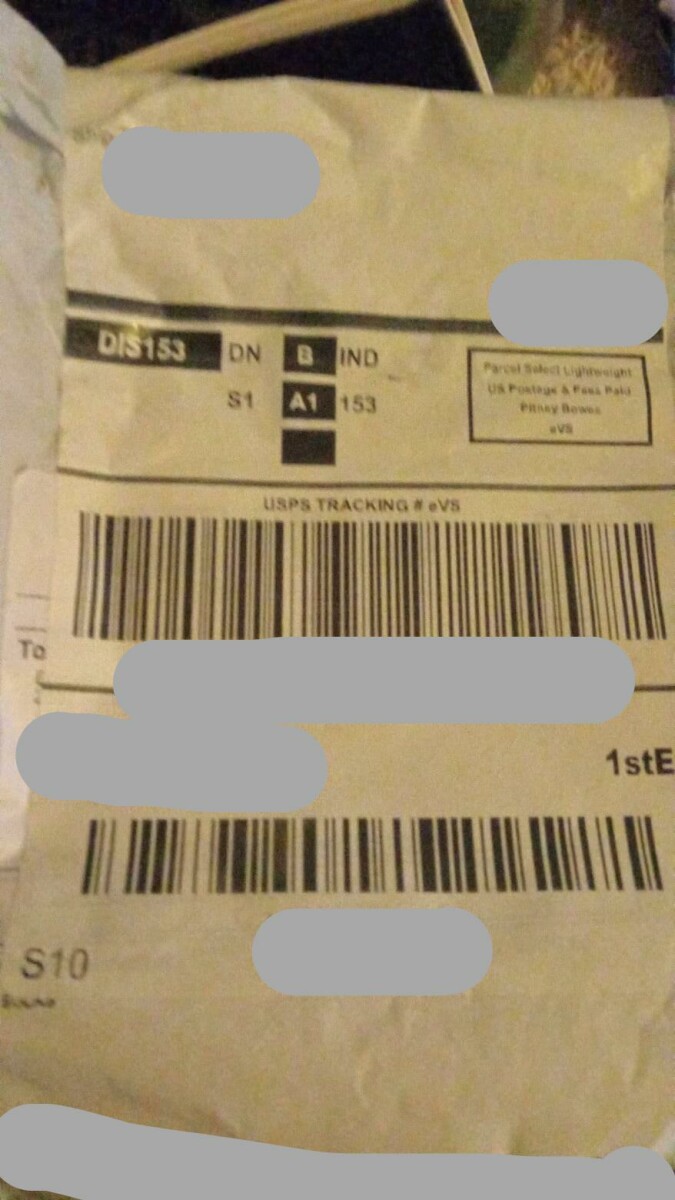 Ship
DIS153 DN B IND
S1 A1 153
Parcel Select Lightweight
US Postage & Fees Paid
Pitney Bowes
eVS
USPS TRACKING # eVS
To
1stE
S10